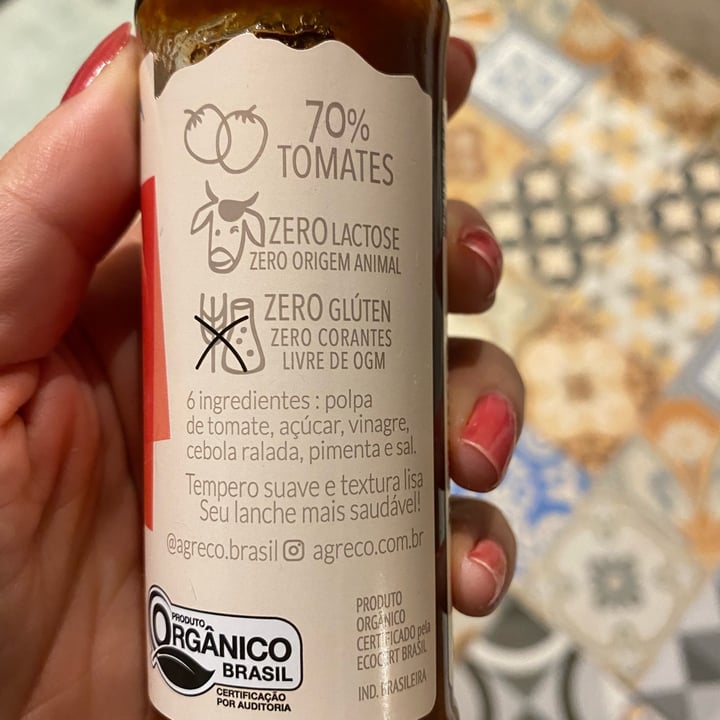 70%
TOMATES
ZERO LACTOSE
ZERO ORIGEM ANIMAL
ZERO GLÚTEN
ZERO CORANTES
LIVRE DE OGM
6 ingredientes : polpa
de tomate, açúcar, vinagre,
cebola ralada, pimenta e sal.
Tempero suave e textura lisa
Seu lanche mais saudável!
@agreco.brasil agreco.com.br
PRODUTO
ORGÂNICO
BRASIL
CERTIFICAÇÃO
POR AUDITORIA
PRODUTO
ORGÂNICO
CERTIFICADO pela
ECOCERT BRASIL
IND. BRASILEIRA